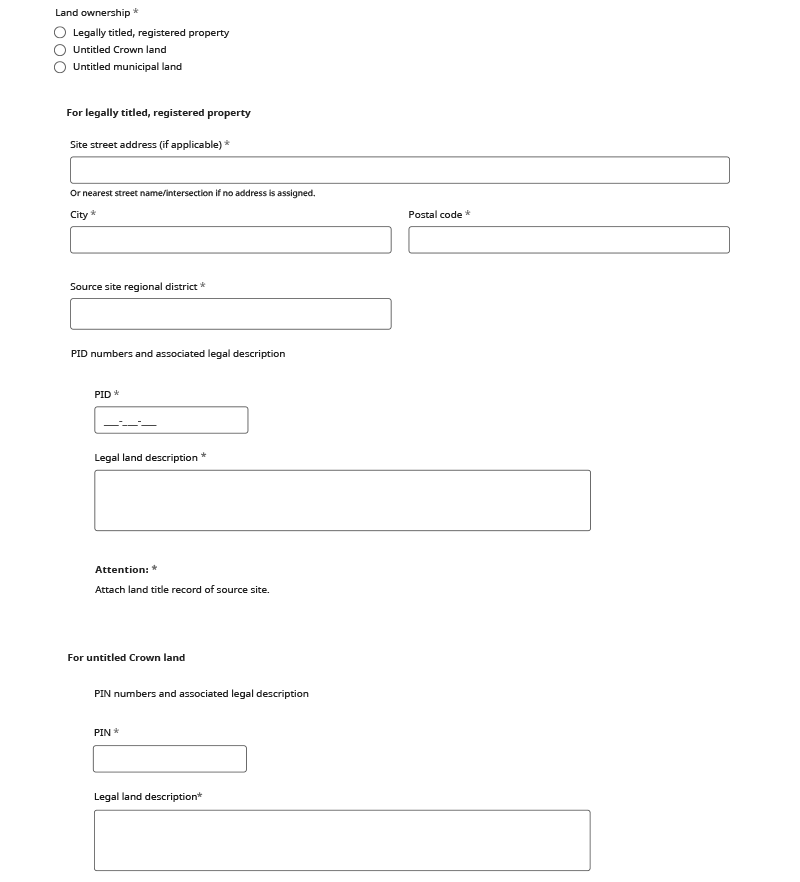 Land ownership *
Legally titled, registered property
Untitled Crown land
Untitled municipal land
For legally titled, registered property
Site street address (if applicable) *
Or nearest street name/intersection if no address is assigned.
City * Postal code *
Source site regional district *
PID numbers and associated legal description
PID *
___-___-___
Legal land description *
Attention: *
Attach land title record of source site.
For untitled Crown land
PIN numbers and associated legal description
PIN *
Legal land description*